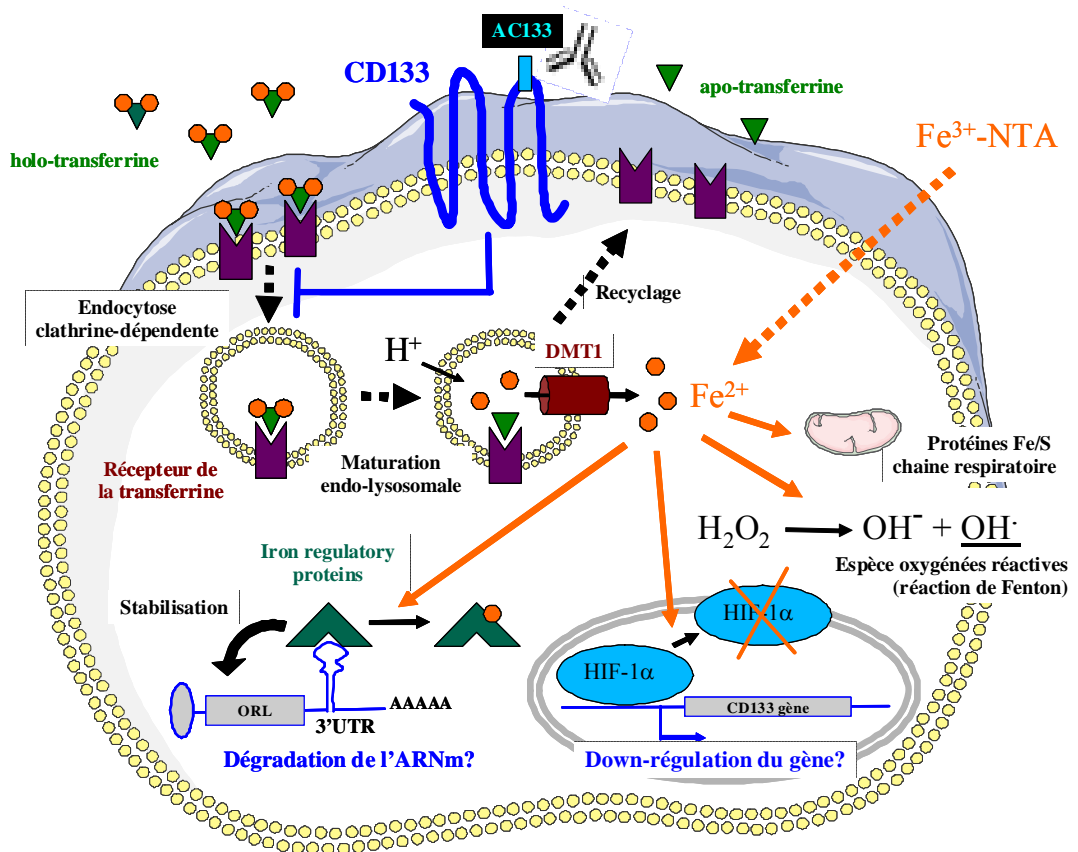 AC133
CD133
apo-transferrine
Fe³⁺-NTA
holo-transferrine
Endocytose
clathrine-dépendente
Recyclage
H⁺
DMT1
Fe²⁺
Protéines Fe/S
chaine respiratoire
Récepteur de
la transferrine
Maturation
endo-lysosomale
H₂O₂
OH⁻ + OH·
Espèce oxygénées réactives
(réaction de Fenton)
Iron regulatory
proteins
Stabilisation
HIF-1α
HIF-1α
ORL
3’UTR
AAAAA
CD133 gène
Dégradation de l’ARNm?
Down-régulation du gène?